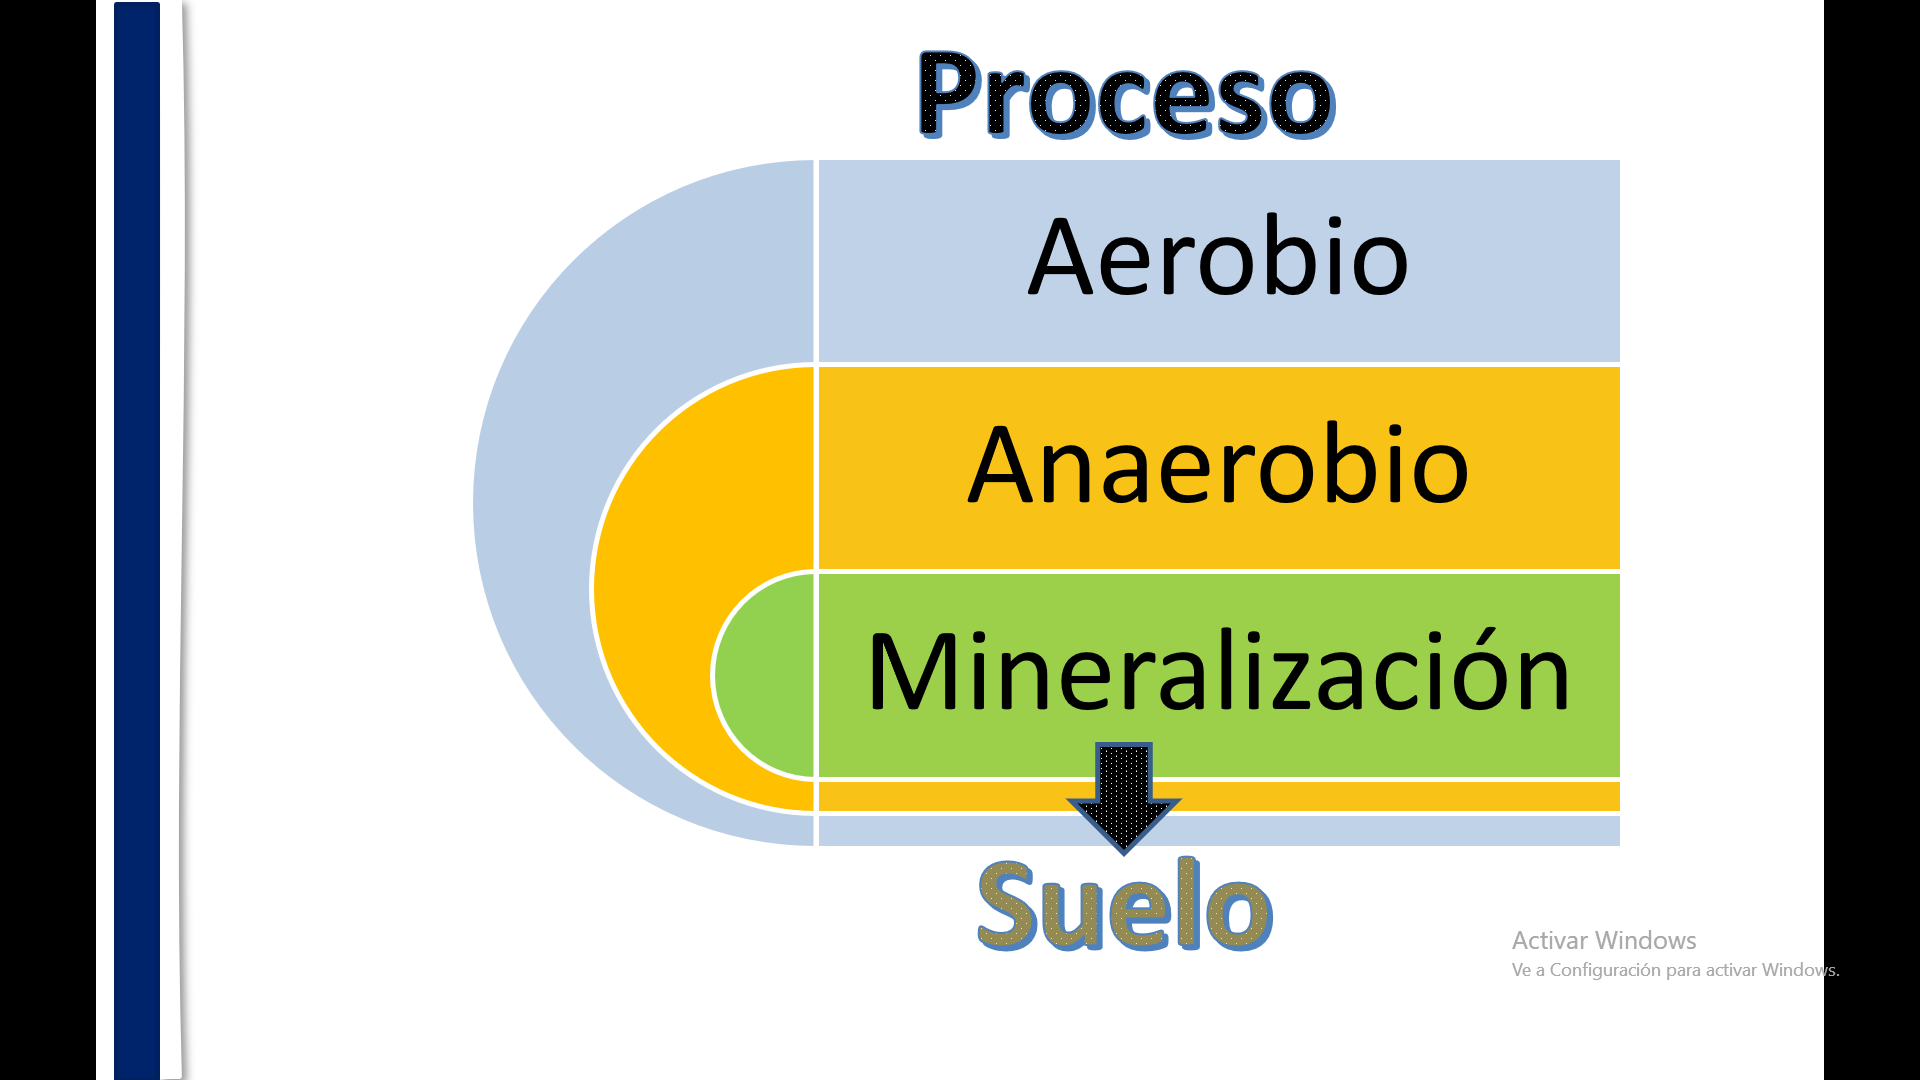 Proceso
Aerobio
Anaerobio
Mineralización
Suelo
Activar Windows
Ve a Configuración para activar Windows.